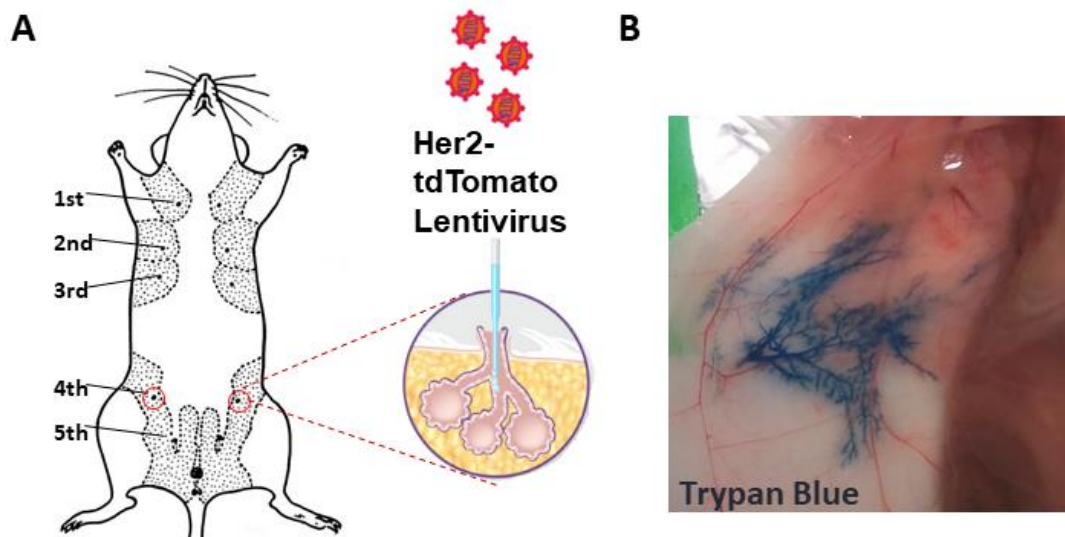 A
B
Her2-
tdTomato
Lentivirus
1st
2nd
3rd
4th
5th
Trypan Blue